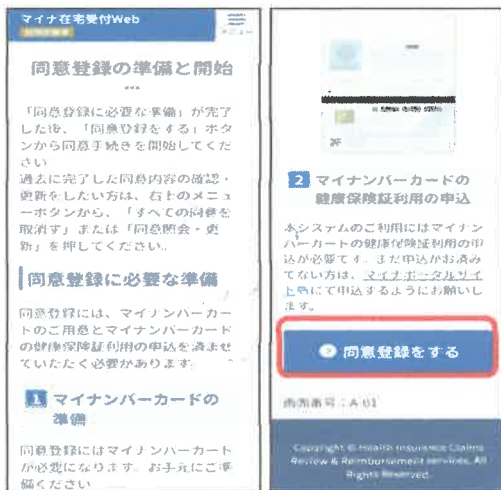 マイナ在宅受付Web
メニュー
同意登録の準備と開始
「同意登録に必要な準備」が完了
した後、「同意登録をする」ボタ
ンから同意手続きを開始してくだ
さい
過去に完了した同意内容の確認・
更新をしたい方は、右上のメニュ
ーボタンから、「すべての同意を
取消す」または「同意照会・更
新」を押してください。
同意登録に必要な準備
同意登録には、マイナンバーカー
ドのご用意とマイナンバーカード
の健康保険証利用の申込を済ませ
ていただく必要があります
1 マイナンバーカードの
準備
同意登録にはマイナンバーカード
が必要になります。お手元にご準
備ください
2 マイナンバーカードの
健康保険証利用の申込
本システムのご利用にはマイナン
バーカードの健康保険証利用の申
込が必要です。まだ申込がお済み
でない方は、マイナポータルサイ
トにて申込するようにお願いし
ます。
同意登録をする
画面番号：A-01
Copyright © Health Insurance Claims
Review & Reimbursement services. All
Rights Reserved.